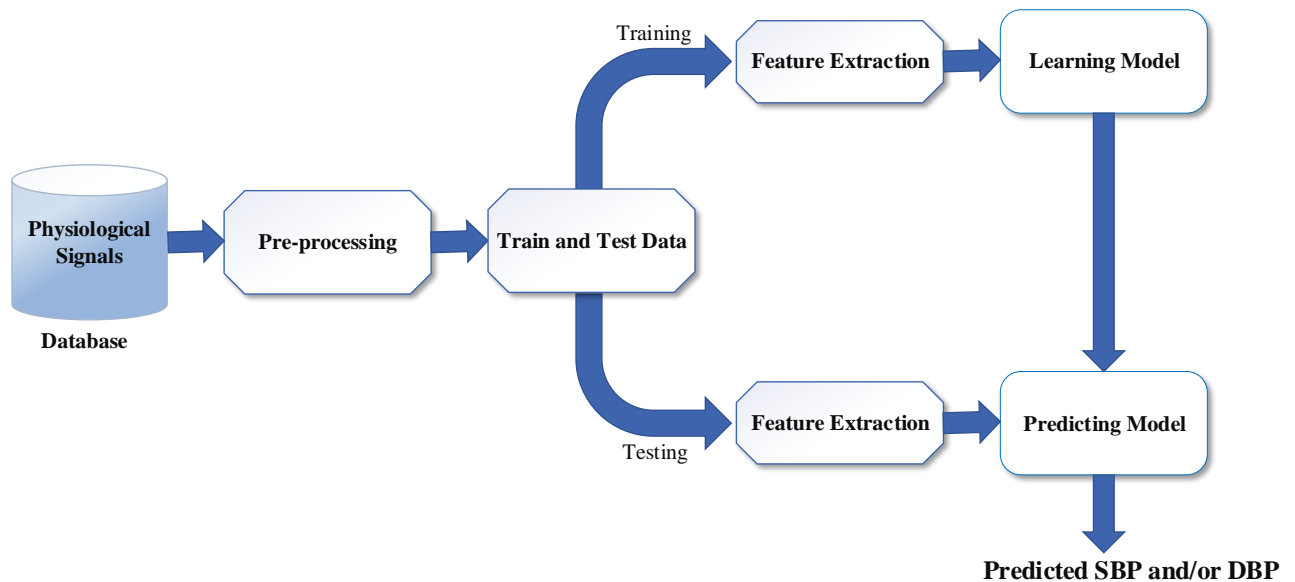 Training
Feature Extraction
Learning Model
Physiological
Signals
Pre-processing
Train and Test Data
Database
Feature Extraction
Predicting Model
Testing
Predicted SBP and/or DBP